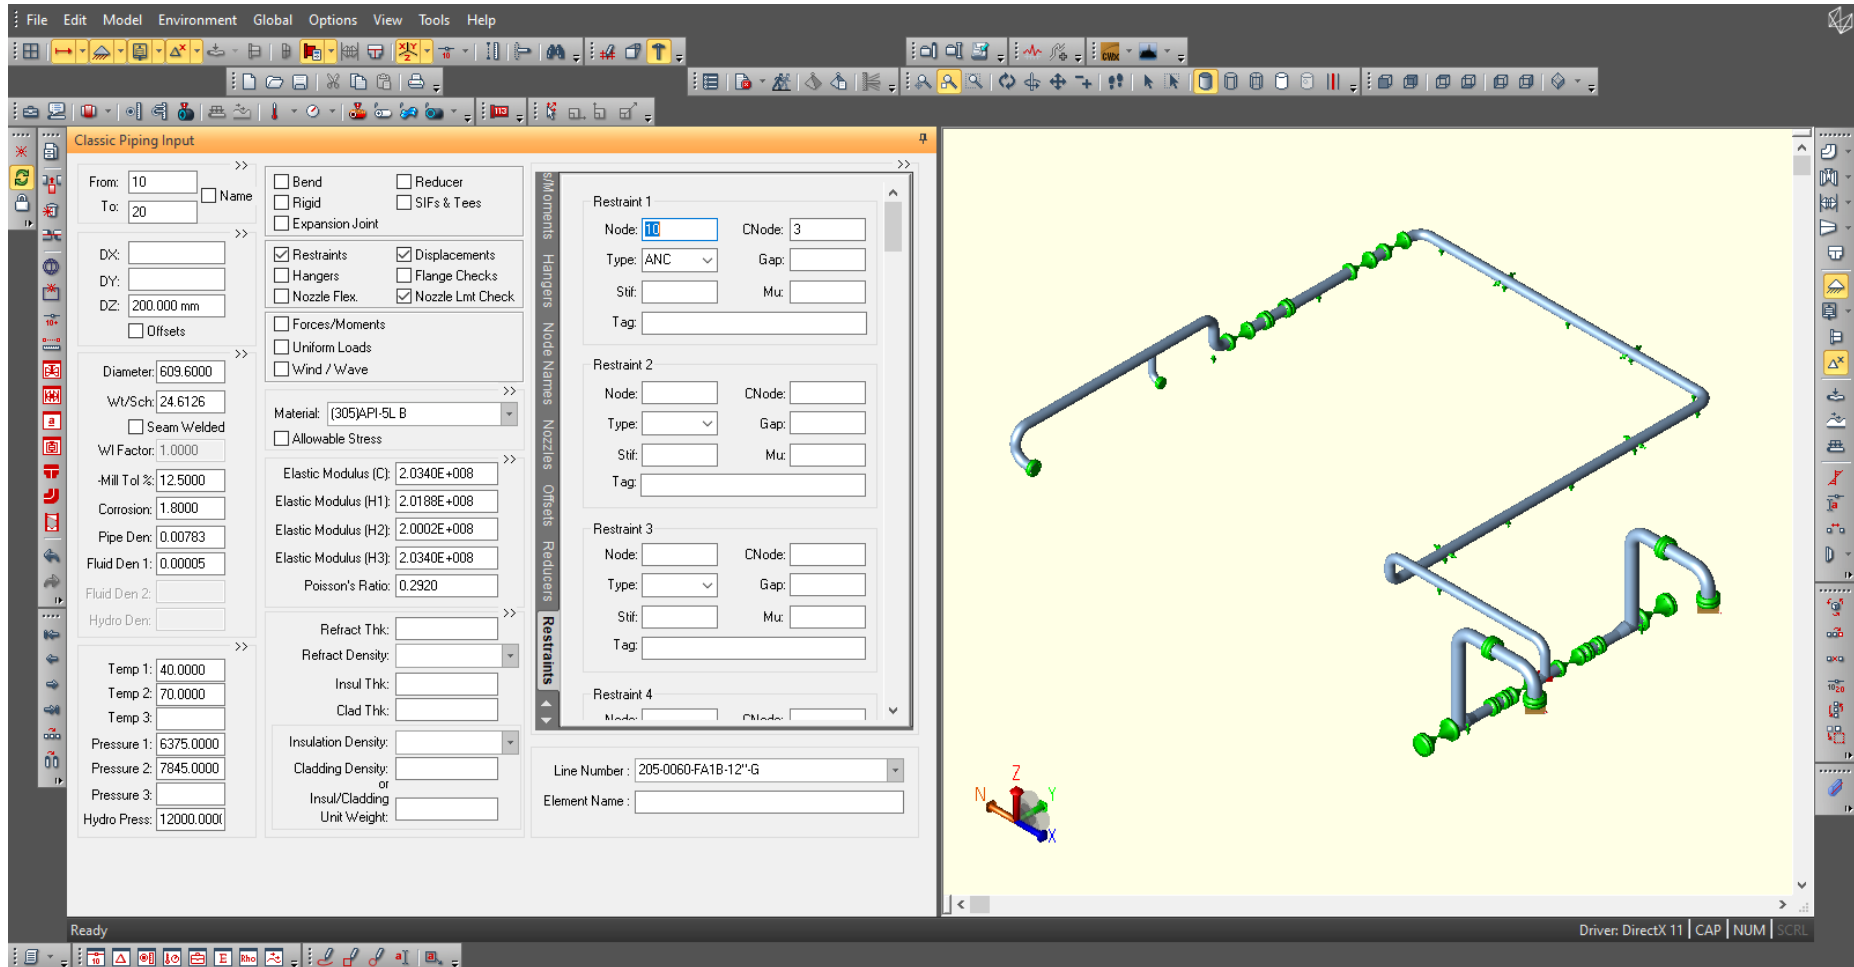 File Edit Model Environment Global Options View Tools Help
Classic Piping Input
From: 10
Name
To: 20
DX:
DY:
DZ: 200.000 mm
Offsets
Diameter: 609.6000
Wt/Sch: 24.6126
Seam Welded
WI Factor: 1.0000
-Mill Tol %: 12.5000
Corrosion: 1.8000
Pipe Den: 0.00783
Fluid Den 1: 0.00005
Fluid Den 2:
Hydro Den:
Temp 1: 40.0000
Temp 2: 70.0000
Temp 3:
Pressure 1: 6375.0000
Pressure 2: 7845.0000
Pressure 3:
Hydro Press: 12000.000(
Bend Reducer
Rigid SIFs & Tees
Expansion Joint
Restraints Displacements
Hangers Flange Checks
Nozzle Flex. Nozzle Lmt Check
Forces/Moments
Uniform Loads
Wind / Wave
Material: (305)API-5L B
Allowable Stress
Elastic Modulus (C): 2.0340E+008
Elastic Modulus (H1): 2.0188E+008
Elastic Modulus (H2): 2.0002E+008
Elastic Modulus (H3): 2.0340E+008
Poisson's Ratio: 0.2920
Refract Thk:
Refract Density:
Insul Thk:
Clad Thk:
Insulation Density:
Cladding Density:
or
Insul/Cladding
Unit Weight:
s/Moments
Hangers
Node Names
Nozzles
Offsets
Reducers
Restraints
Restraint 1
Node: 10 CNode: 3
Type: ANC Gap:
Stif: Mu:
Tag:
Restraint 2
Node: CNode:
Type: Gap:
Stif: Mu:
Tag:
Restraint 3
Node: CNode:
Type: Gap:
Stif: Mu:
Tag:
Restraint 4
Node: CNode:
Line Number : 205-0060-FA1B-12"-G
Element Name :
Z
N
Y
X
Ready
Driver: DirectX 11 CAP NUM SCRL